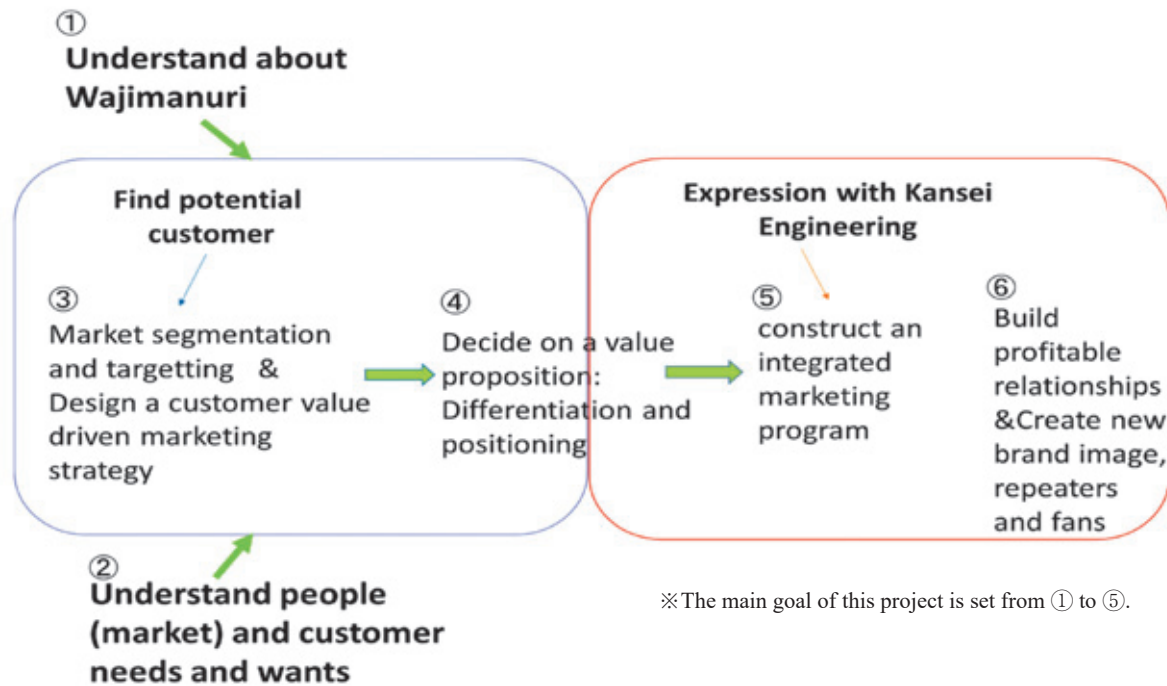 ①
Understand about
Wajimanuri
Find potential
customer
Expression with Kansei
Engineering
③
Market segmentation
and targetting &
Design a customer value
driven marketing
strategy
④
Decide on a value
proposition:
Differentiation and
positioning
⑤
construct an
integrated
marketing
program
⑥
Build
profitable
relationships
&Create new
brand image,
repeaters
and fans
②
Understand people
(market) and customer
needs and wants
※The main goal of this project is set from ① to ⑤.